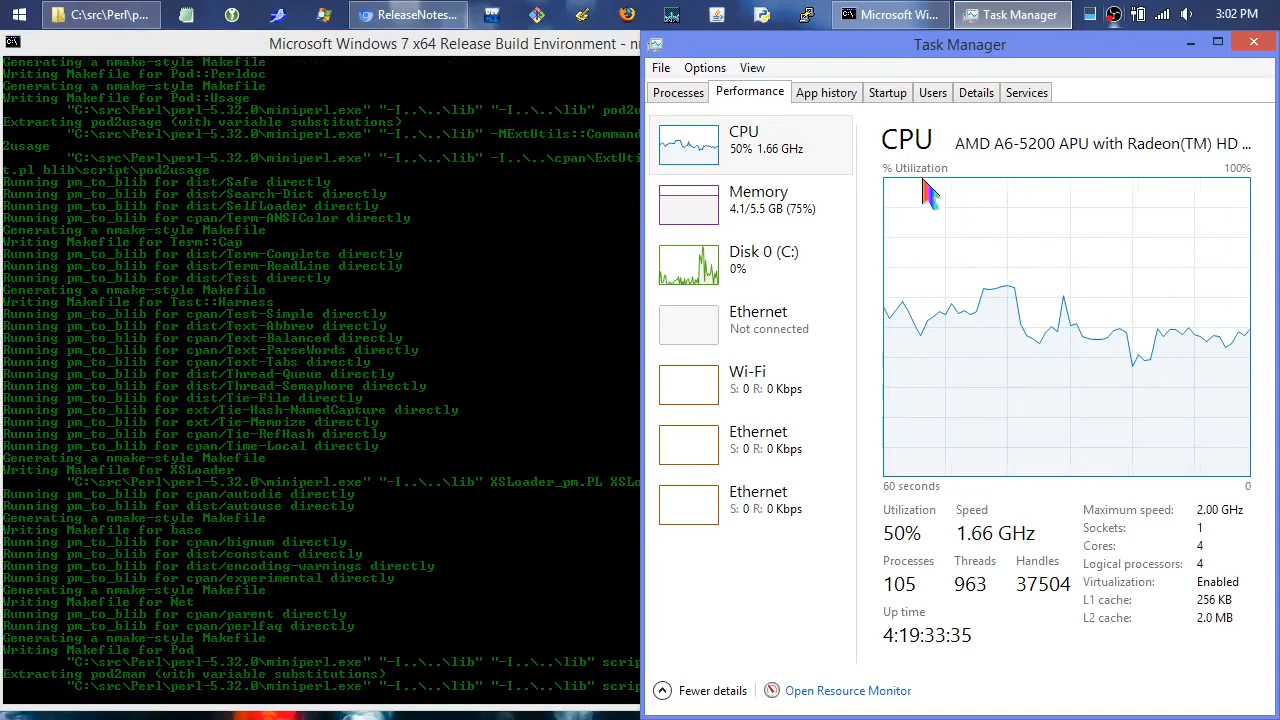 C:\src\Perl\p...
ReleaseNotes...
Microsoft Wi...
Task Manager
3:02 PM
Microsoft Windows 7 x64 Release Build Environment - n
Generating a nmake-style Makefile
Writing Makefile for Pod::Perldoc
Generating a nmake-style Makefile
Writing Makefile for Pod::Usage
"C:\src\Perl\perl-5.32.0\miniperl.exe" "-I..\..\lib" "-I..\..\lib" pod2u
Extracting pod2usage (with variable substitutions)
"C:\src\Perl\perl-5.32.0\miniperl.exe" "-I..\..\lib" -MExtUtils::Command
2usage
"C:\src\Perl\perl-5.32.0\miniperl.exe" "-I..\..\lib" -I..\..\cpan\ExtUti
t.pl blib\script\pod2usage
Running pm_to_blib for dist/Safe directly
Running pm_to_blib for dist/Search-Dict directly
Running pm_to_blib for dist/SelfLoader directly
Running pm_to_blib for cpan/Term-ANSIColor directly
Generating a nmake-style Makefile
Writing Makefile for Term::Cap
Running pm_to_blib for dist/Term-Complete directly
Running pm_to_blib for dist/Term-ReadLine directly
Running pm_to_blib for dist/Test directly
Generating a nmake-style Makefile
Writing Makefile for Test::Harness
Running pm_to_blib for cpan/Test-Simple directly
Running pm_to_blib for dist/Text-Abbrev directly
Running pm_to_blib for cpan/Text-Balanced directly
Running pm_to_blib for cpan/Text-ParseWords directly
Running pm_to_blib for cpan/Text-Tabs directly
Running pm_to_blib for dist/Thread-Queue directly
Running pm_to_blib for dist/Thread-Semaphore directly
Running pm_to_blib for dist/Tie-File directly
Running pm_to_blib for ext/Tie-Hash-NamedCapture directly
Running pm_to_blib for ext/Tie-Memoize directly
Running pm_to_blib for cpan/Tie-RefHash directly
Running pm_to_blib for cpan/Time-Local directly
Generating a nmake-style Makefile
Writing Makefile for XSLoader
"C:\src\Perl\perl-5.32.0\miniperl.exe" "-I..\..\lib" "-I..\..\lib" XSLoader_pm.PL XSLo
Running pm_to_blib for cpan/autodie directly
Running pm_to_blib for dist/autouse directly
Generating a nmake-style Makefile
Writing Makefile for base
Running pm_to_blib for cpan/bignum directly
Running pm_to_blib for dist/constant directly
Running pm_to_blib for dist/encoding-warnings directly
Running pm_to_blib for cpan/experimental directly
Generating a nmake-style Makefile
Writing Makefile for Net
Running pm_to_blib for cpan/parent directly
Running pm_to_blib for cpan/perlfaq directly
Generating a nmake-style Makefile
Writing Makefile for Pod
"C:\src\Perl\perl-5.32.0\miniperl.exe" "-I..\..\lib" "-I..\..\lib" scrip
Extracting pod2man (with variable substitutions)
"C:\src\Perl\perl-5.32.0\miniperl.exe" "-I..\..\lib" "-I..\..\lib" scrip
Task Manager
File Options View
Processes Performance App history Startup Users Details Services
CPU
50% 1.66 GHz
Memory
4.1/5.5 GB (75%)
Disk 0 (C:)
0%
Ethernet
Not connected
Wi-Fi
S: 0 R: 0 Kbps
Ethernet
S: 0 R: 0 Kbps
Ethernet
S: 0 R: 0 Kbps
CPU AMD A6-5200 APU with Radeon(TM) HD ...
% Utilization 100%
60 seconds 0
Utilization Speed
50% 1.66 GHz
Processes Threads Handles
105 963 37504
Up time
4:19:33:35
Maximum speed: 2.00 GHz
Sockets: 1
Cores: 4
Logical processors: 4
Virtualization: Enabled
L1 cache: 256 KB
L2 cache: 2.0 MB
Fewer details Open Resource Monitor